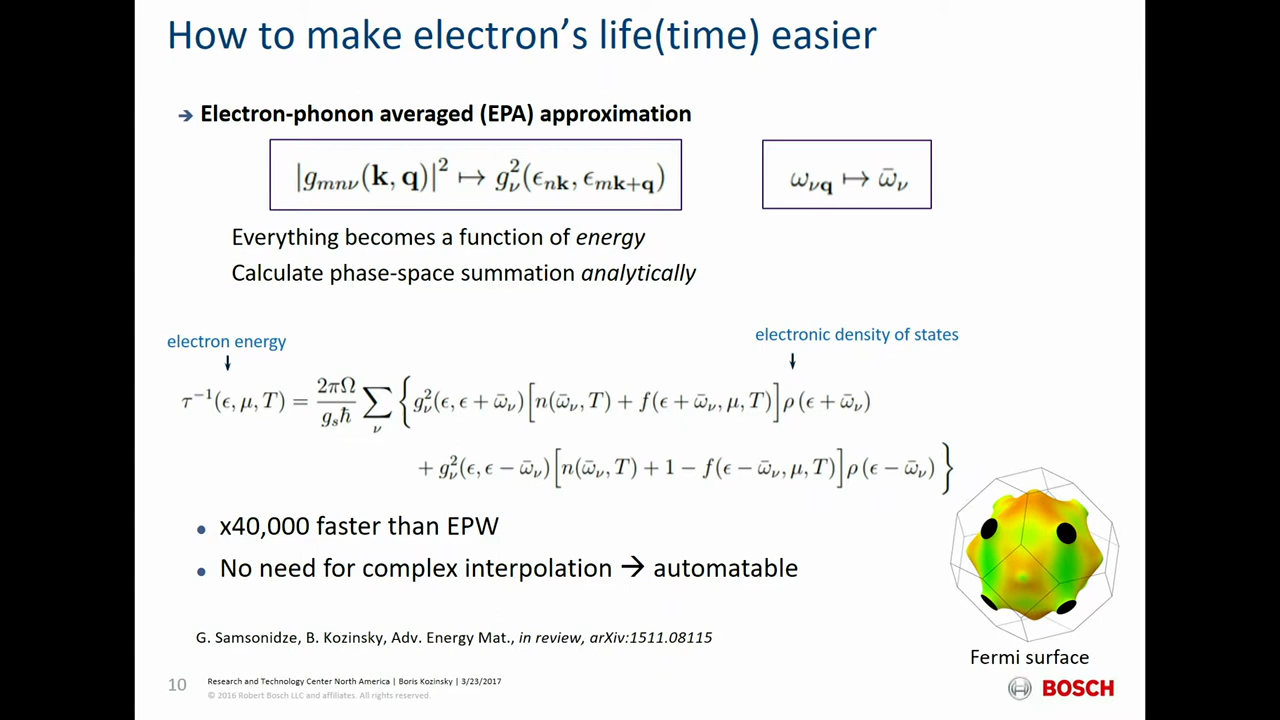 How to make electron's life(time) easier
→ Electron-phonon averaged (EPA) approximation
|g_{mnν}(𝐤, 𝐪)|² ↦ g²_ν(ϵ_{n𝐤}, ϵ_{m𝐤+𝐪})
ω_{ν𝐪} ↦ ω̄_ν
Everything becomes a function of energy
Calculate phase-space summation analytically
electron energy
electronic density of states
τ⁻¹(ϵ, μ, T) = 2πΩ / g_sℏ ∑_ν { g²_ν(ϵ, ϵ + ω̄_ν)[n(ω̄_ν, T) + f(ϵ + ω̄_ν, μ, T)]ρ(ϵ + ω̄_ν)
+ g²_ν(ϵ, ϵ − ω̄_ν)[n(ω̄_ν, T) + 1 − f(ϵ − ω̄_ν, μ, T)]ρ(ϵ − ω̄_ν) }
• x40,000 faster than EPW
• No need for complex interpolation → automatable
G. Samsonidze, B. Kozinsky, Adv. Energy Mat., in review, arXiv:1511.08115
Fermi surface
10
Research and Technology Center North America | Boris Kozinsky | 3/23/2017
© 2016 Robert Bosch LLC and affiliates. All rights reserved.
BOSCH